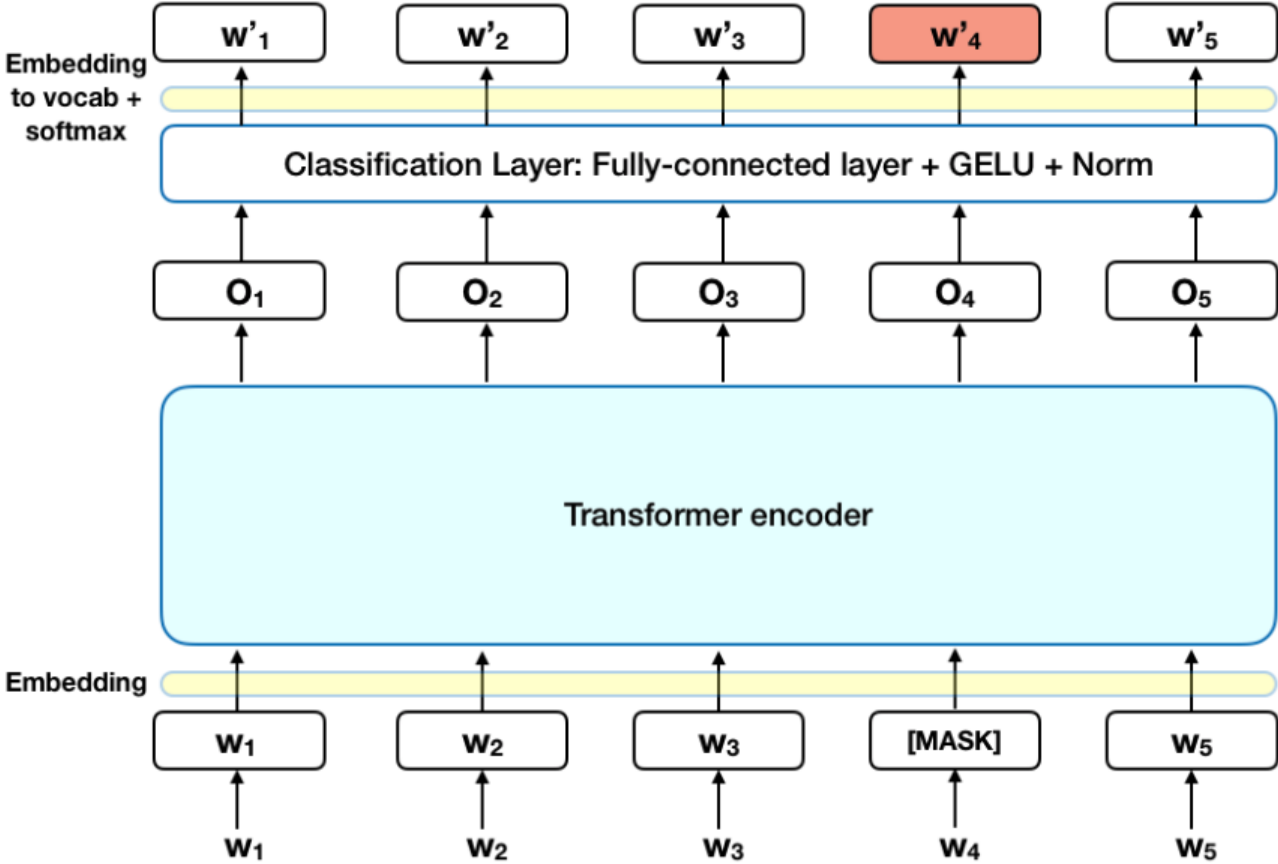 w’₁ w’₂ w’₃ w’₄ w’₅
Embedding
to vocab +
softmax
Classification Layer: Fully-connected layer + GELU + Norm
O₁ O₂ O₃ O₄ O₅
Transformer encoder
Embedding
w₁ w₂ w₃ [MASK] w₅
w₁ w₂ w₃ w₄ w₅